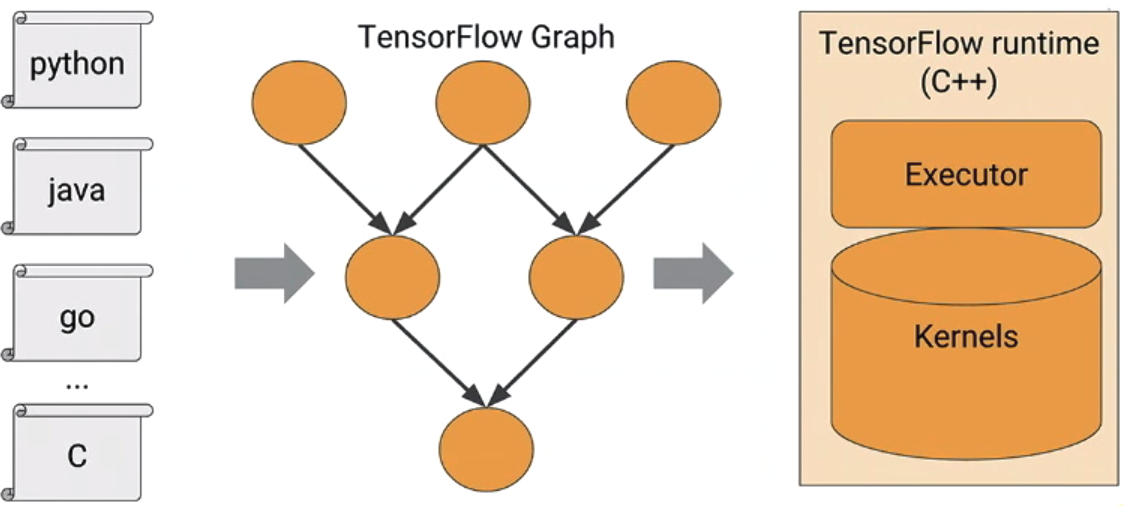 python
java
go
...
C
TensorFlow Graph
TensorFlow runtime
(C++)
Executor
Kernels